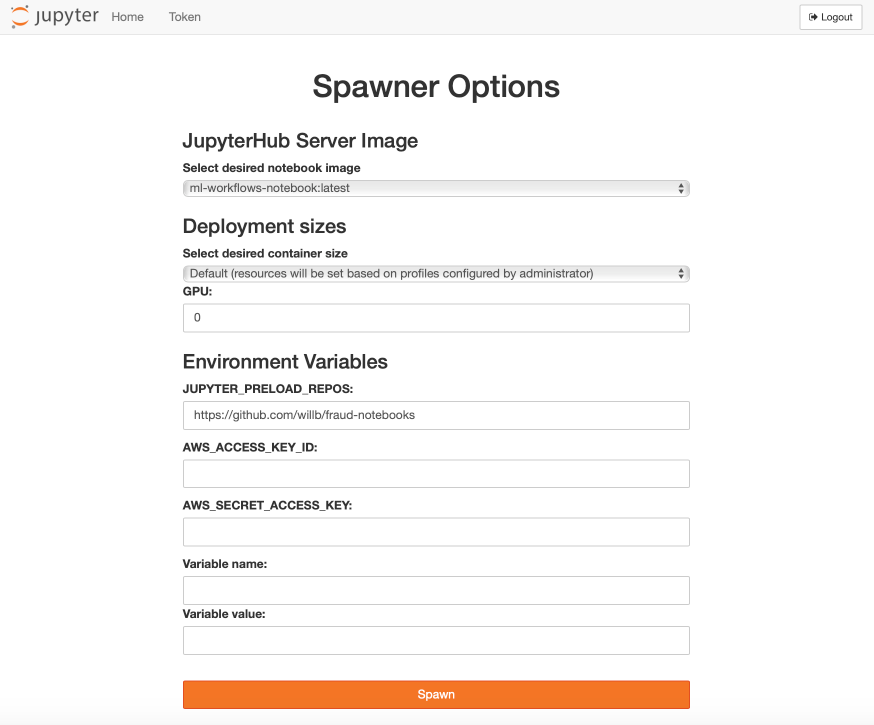 jupyter Home Token Logout
Spawner Options
JupyterHub Server Image
Select desired notebook image
ml-workflows-notebook:latest
Deployment sizes
Select desired container size
Default (resources will be set based on profiles configured by administrator)
GPU:
0
Environment Variables
JUPYTER_PRELOAD_REPOS:
https://github.com/willb/fraud-notebooks
AWS_ACCESS_KEY_ID:
AWS_SECRET_ACCESS_KEY:
Variable name:
Variable value:
Spawn